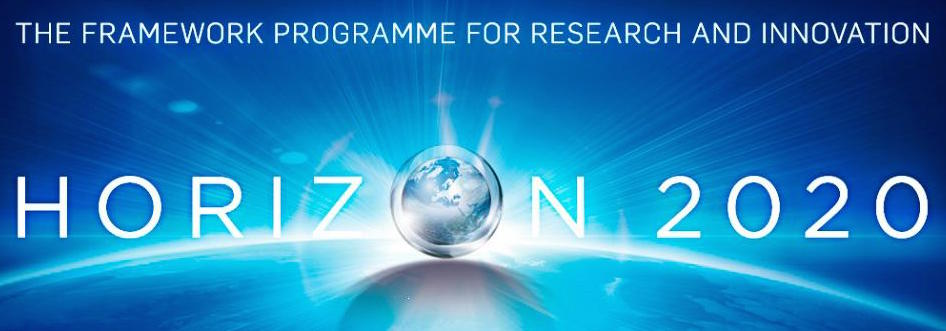 THE FRAMEWORK PROGRAMME FOR RESEARCH AND INNOVATION
HORIZON 2020